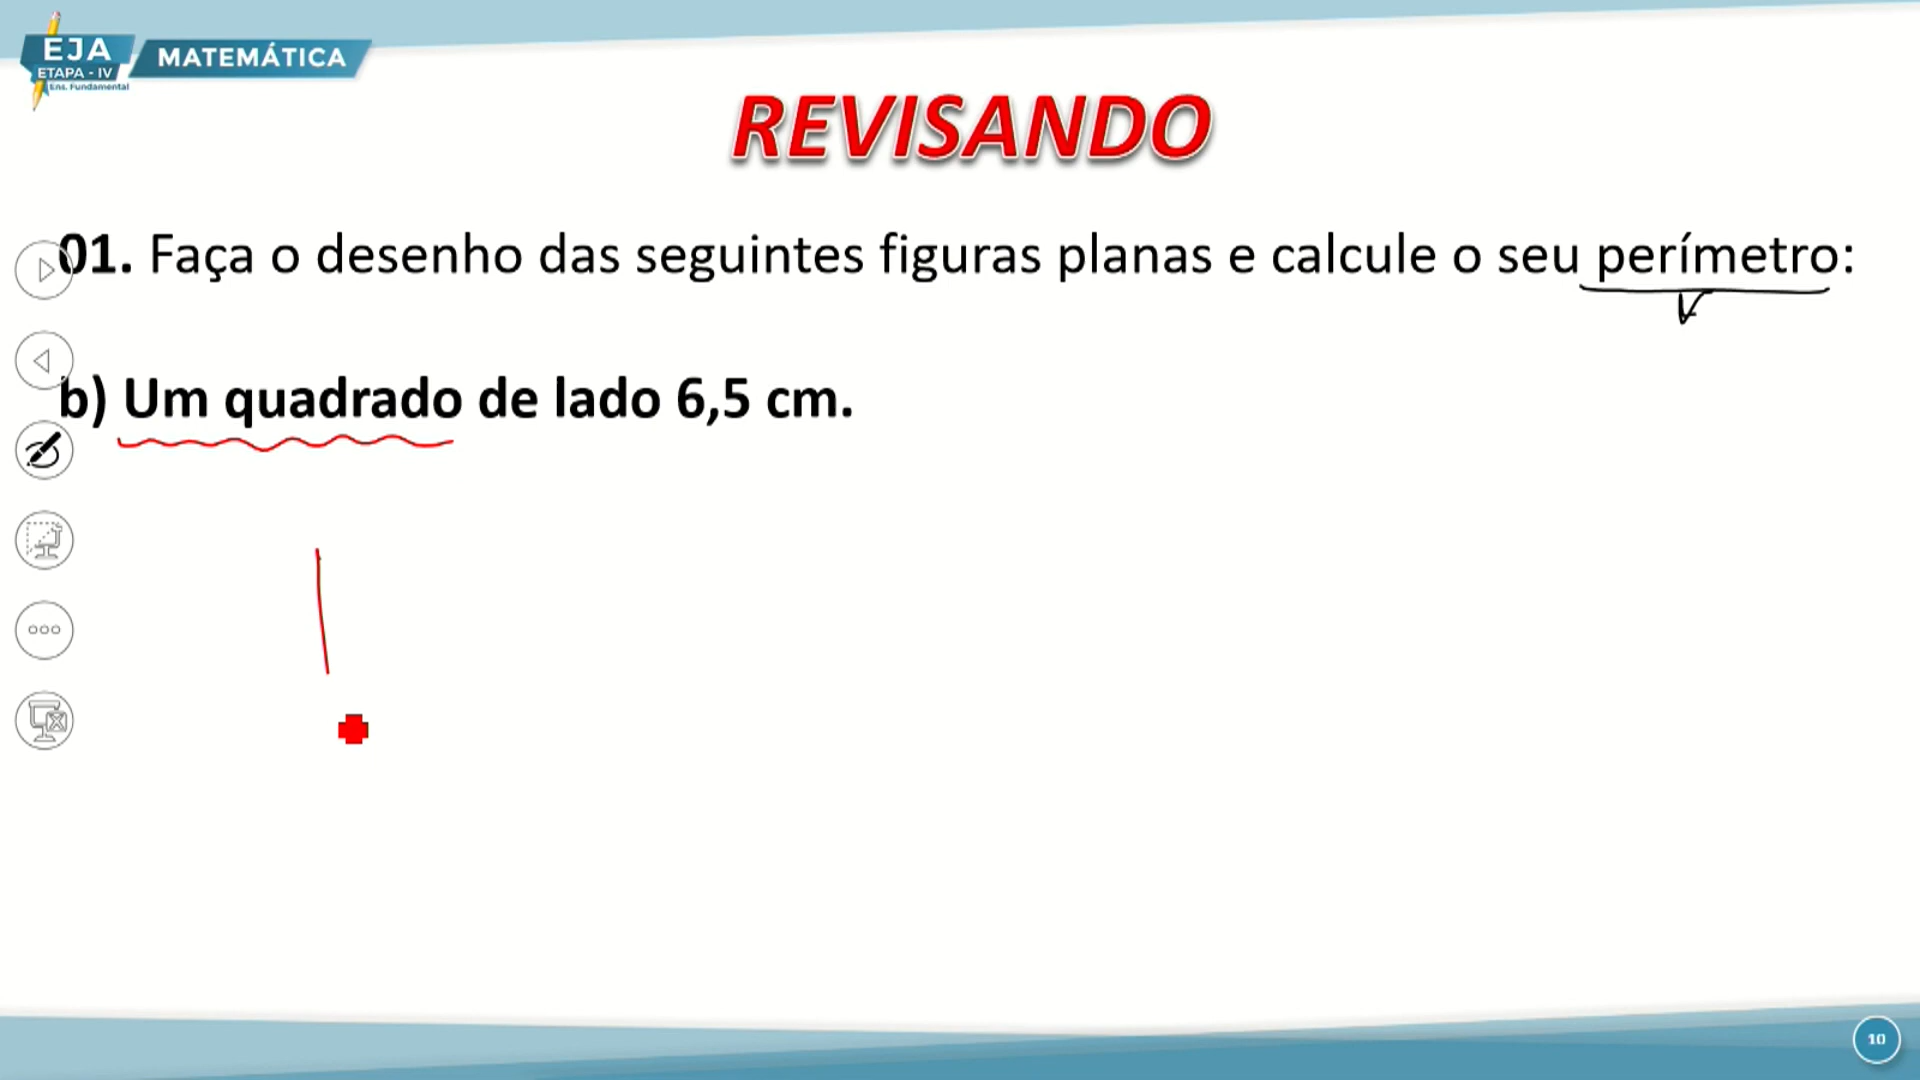 EJA
ETAPA - IV
Ens. Fundamental
MATEMÁTICA
REVISANDO
01. Faça o desenho das seguintes figuras planas e calcule o seu perímetro:
b) Um quadrado de lado 6,5 cm.
10